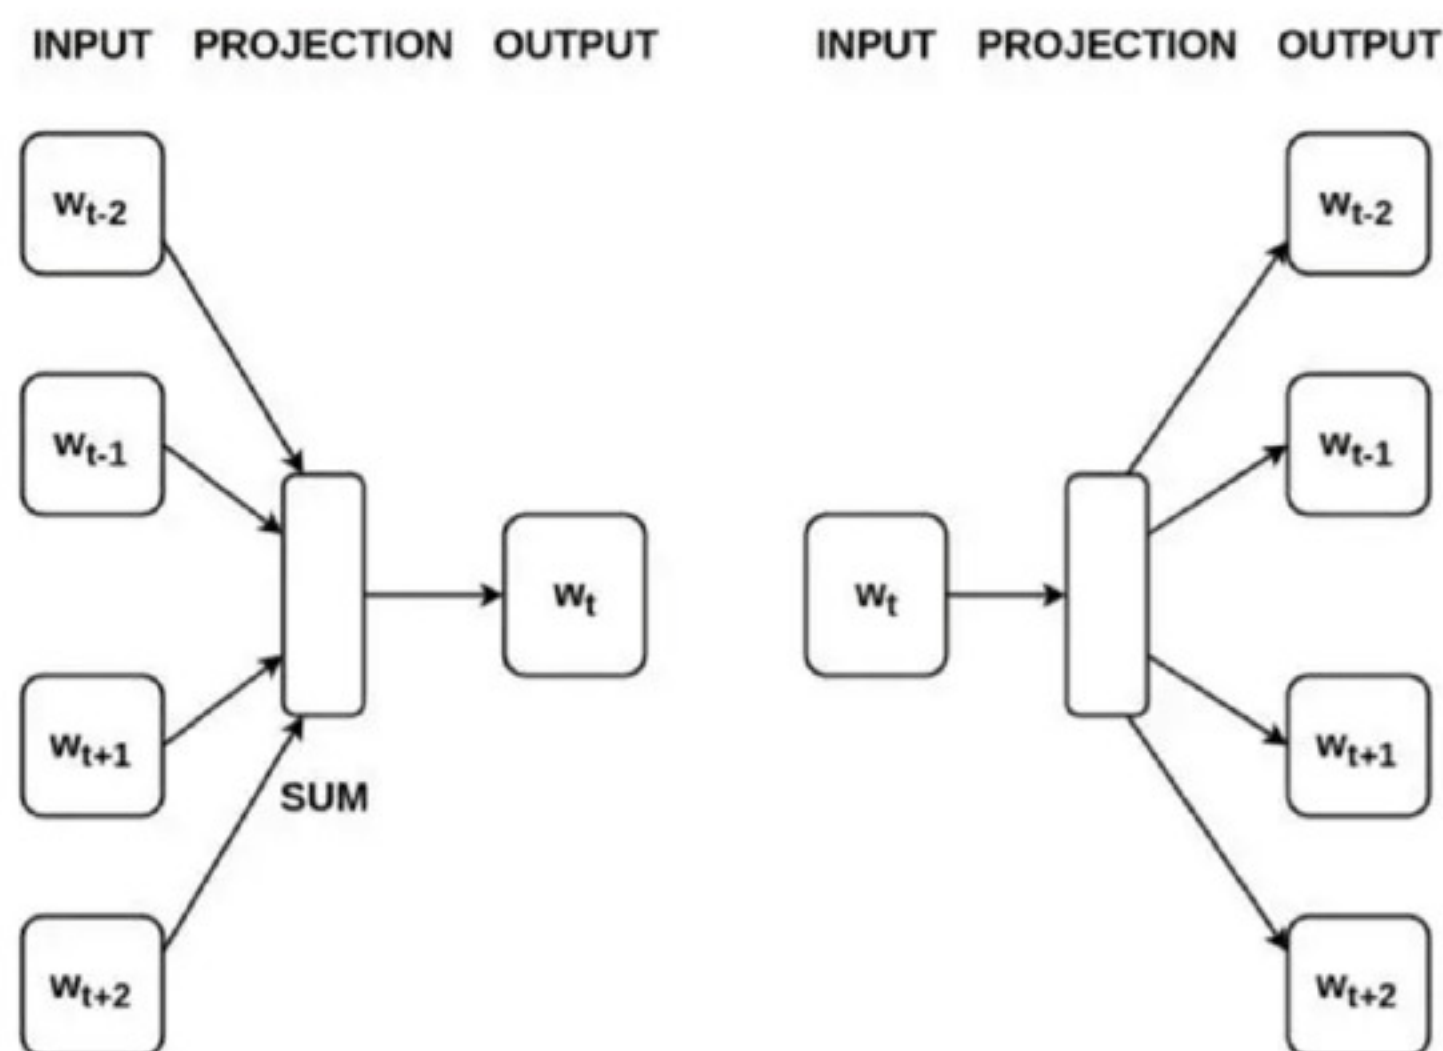 INPUT PROJECTION OUTPUT INPUT PROJECTION OUTPUT
wt-2 wt-2
wt-1 wt-1
wt wt
wt+1 wt+1
SUM
wt+2 wt+2